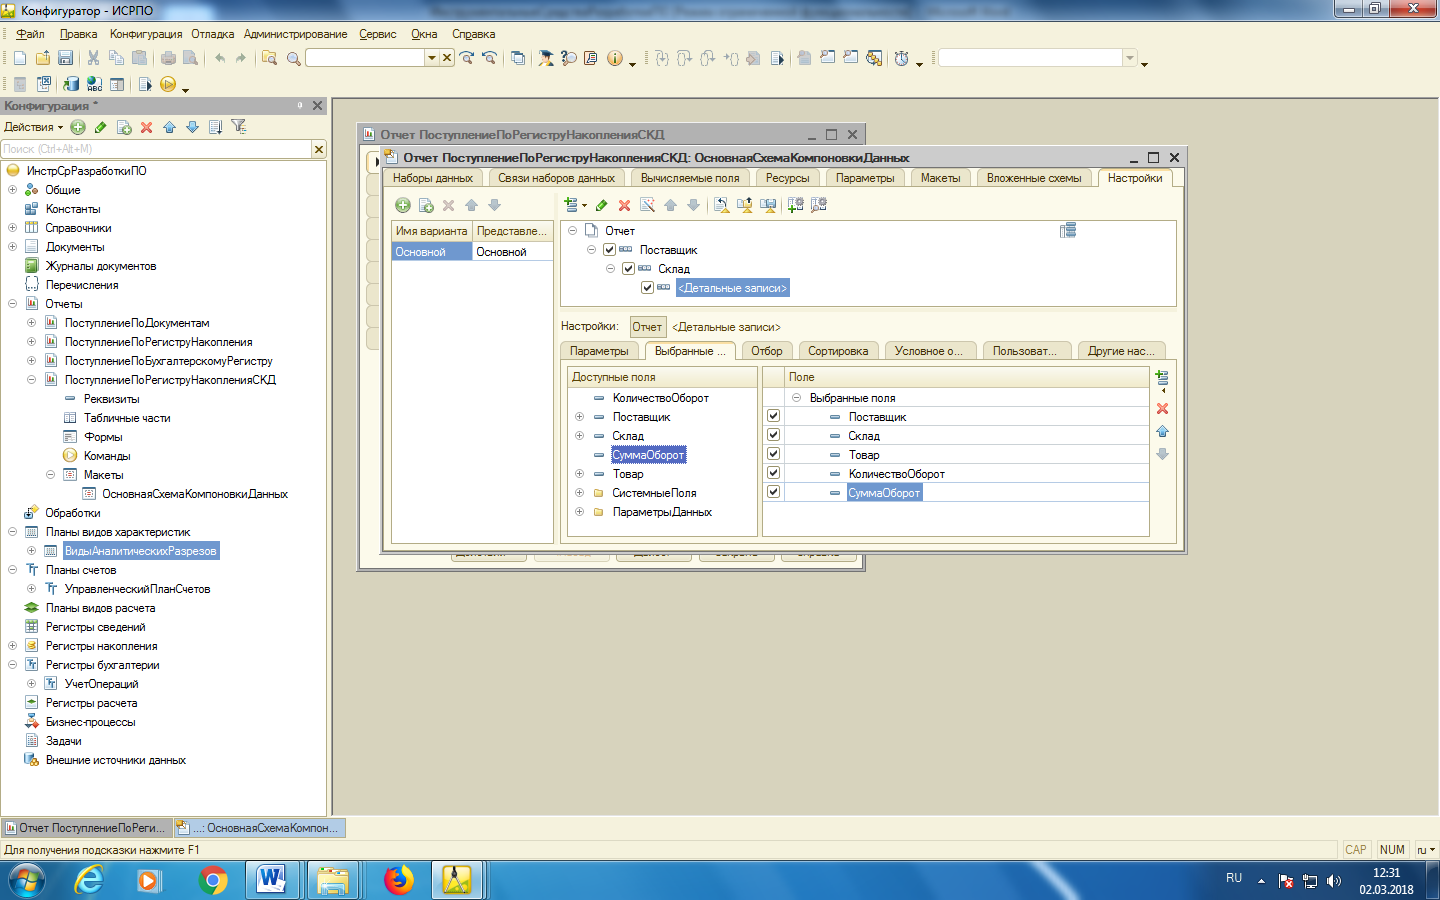 Конфигуратор - ИСРПО
Файл Правка Конфигурация Отладка Администрирование Сервис Окна Справка
Конфигурация *
Действия
Поиск (Ctrl+Alt+M)
ИнстрСрРазработкиПО
Общие
Константы
Справочники
Документы
Журналы документов
Перечисления
Отчеты
ПоступлениеПоДокументам
ПоступлениеПоРегиструНакопления
ПоступлениеПоБухгалтерскомуРегистру
ПоступлениеПоРегиструНакопленияСКД
Реквизиты
Табличные части
Формы
Команды
Макеты
ОсновнаяСхемаКомпоновкиДанных
Обработки
Планы видов характеристик
ВидыАналитическихРазрезов
Планы счетов
УправленческийПланСчетов
Планы видов расчета
Регистры сведений
Регистры накопления
Регистры бухгалтерии
УчетОпераций
Регистры расчета
Бизнес-процессы
Задачи
Внешние источники данных
Отчет ПоступлениеПоРегиструНакопленияСКД
Отчет ПоступлениеПоРегиструНакопленияСКД: ОсновнаяСхемаКомпоновкиДанных
Наборы данных Связи наборов данных Вычисляемые поля Ресурсы Параметры Макеты Вложенные схемы Настройки
Имя варианта Представле...
Основной Основной
Отчет
Поставщик
Склад
<Детальные записи>
Настройки: Отчет <Детальные записи>
Параметры Выбранные ... Отбор Сортировка Условное о... Пользоват... Другие нас...
Доступные поля
КоличествоОборот
Поставщик
Склад
СуммаОборот
Товар
СистемныеПоля
ПараметрыДанных
Поле
Выбранные поля
Поставщик
Склад
Товар
КоличествоОборот
СуммаОборот
Отчет ПоступлениеПоРеги... ...: ОсновнаяСхемаКомпон...
Для получения подсказки нажмите F1
CAP NUM ru
RU
12:31
02.03.2018